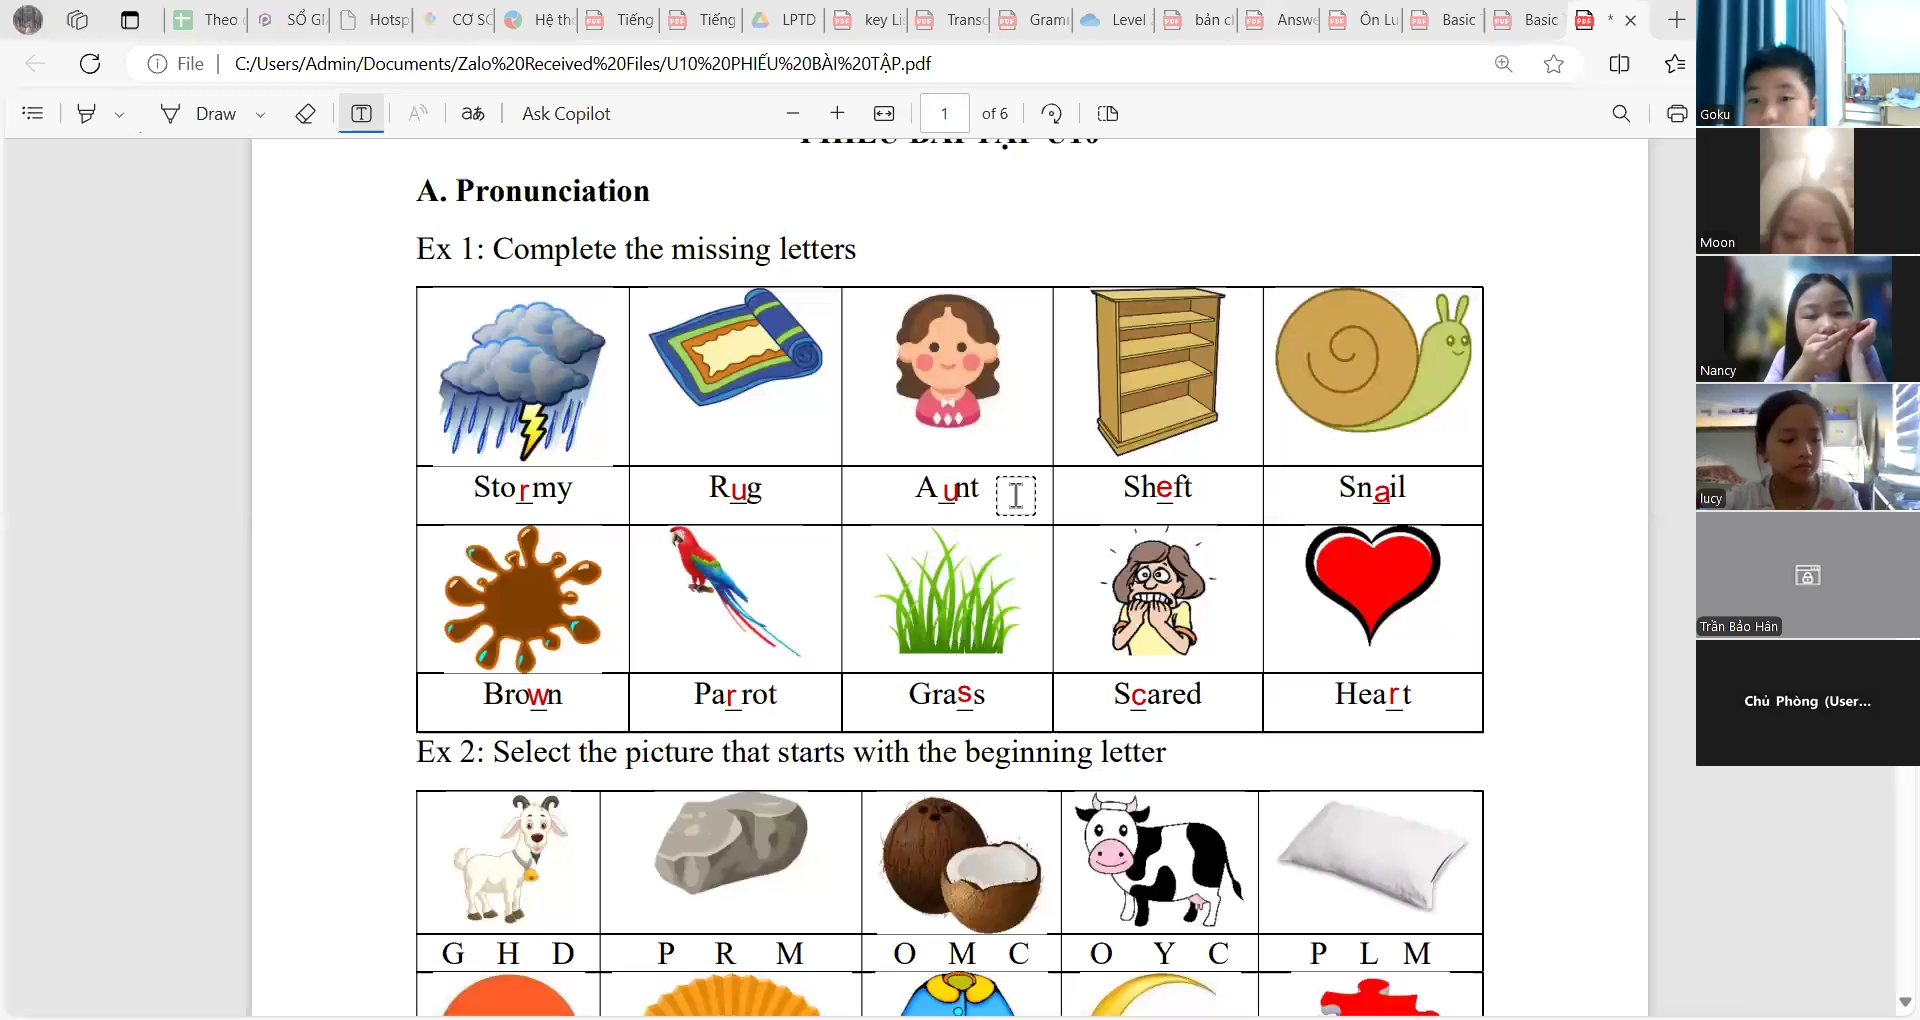 Theo
SỔ GI
Hotsp
CƠ SỞ
Hệ th
Tiếng
Tiếng
LPTD
key Li
Trans
Gram
Level
bản c
Answ
Ôn Lu
Basic
Basic
*
File
C:/Users/Admin/Documents/Zalo%20Received%20Files/U10%20PHIẾU%20BÀI%20TẬP.pdf
Draw
aあ
Ask Copilot
1 of 6
A. Pronunciation
Ex 1: Complete the missing letters
Stormy Rug Aunt Sheft Snail
Brown Parrot Grass Scared Heart
Ex 2: Select the picture that starts with the beginning letter
G H D P R M O M C O Y C P L M
Goku
Moon
Nancy
lucy
Trần Bảo Hân
Chủ Phòng (User...